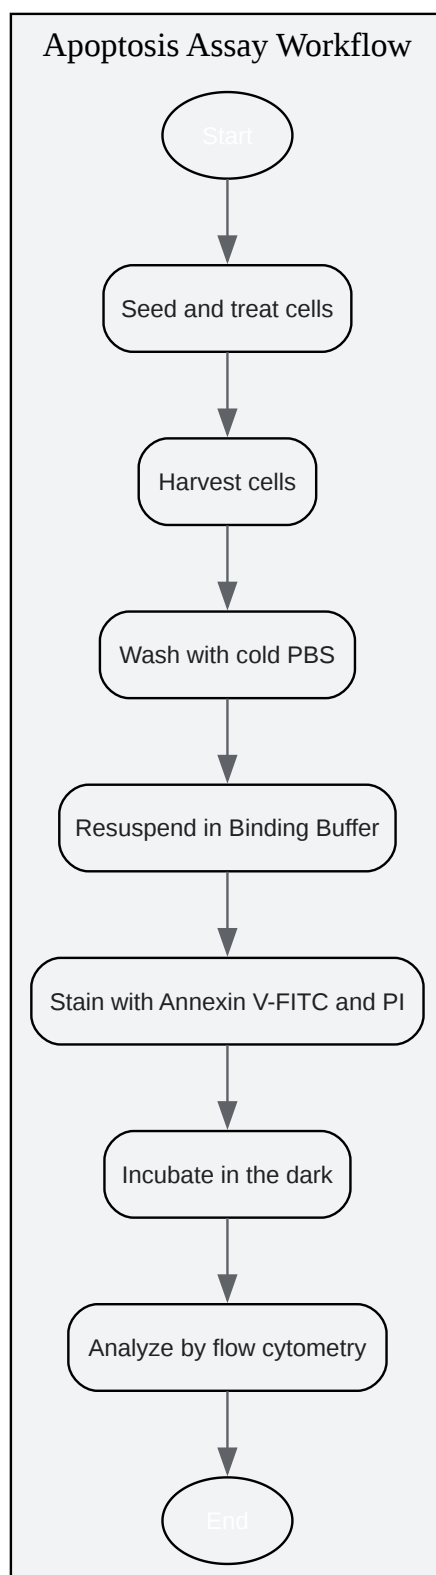 Apoptosis Assay Workflow
Start
Seed and treat cells
Harvest cells
Wash with cold PBS
Resuspend in Binding Buffer
Stain with Annexin V-FITC and PI
Incubate in the dark
Analyze by flow cytometry
End